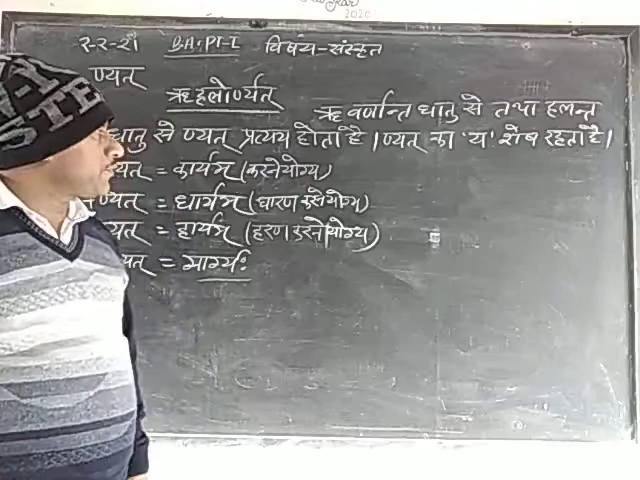 2-2-21 B.A. Pt-I विषय-संस्कृत
ण्यत्
ऋहलोर्ण्यत्
ऋ वर्णान्त धातु से तथा हलन्त
धातु से ण्यत् प्रत्यय होता है । ण्यत् का 'य' शेष रहता है ।
ण्यत् = कार्यम् (करने योग्य)
ण्यत् = धार्यम् (धारण करने योग्य)
यत् = हार्यम् (हरण करने योग्य)
यत् = मार्ग्यः
2020